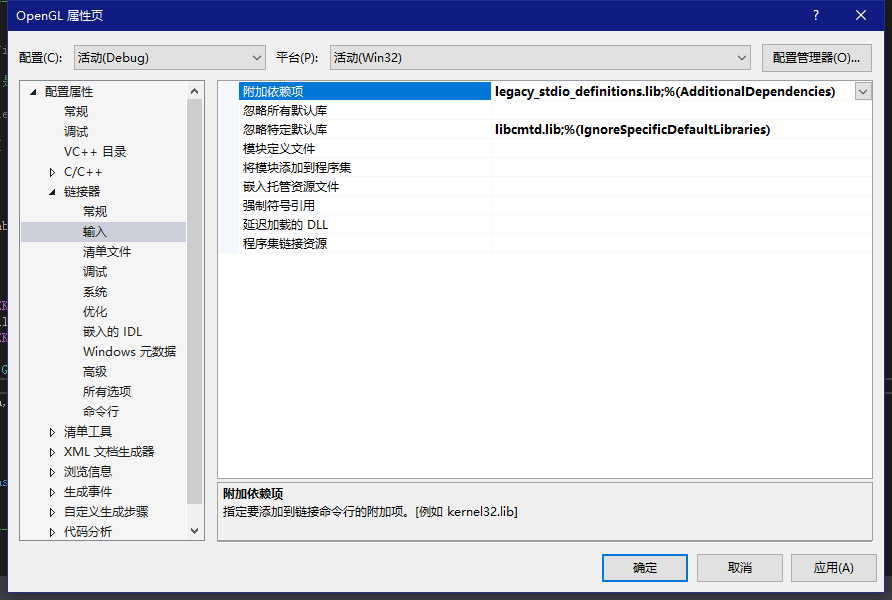 OpenGL 属性页
?
配置(C): 活动(Debug) 平台(P): 活动(Win32) 配置管理器(O)...
配置属性
常规
调试
VC++ 目录
C/C++
链接器
常规
输入
清单文件
调试
系统
优化
嵌入的 IDL
Windows 元数据
高级
所有选项
命令行
清单工具
XML 文档生成器
浏览信息
生成事件
自定义生成步骤
代码分析
附加依赖项 legacy_stdio_definitions.lib;%(AdditionalDependencies)
忽略所有默认库
忽略特定默认库 libcmtd.lib;%(IgnoreSpecificDefaultLibraries)
模块定义文件
将模块添加到程序集
嵌入托管资源文件
强制符号引用
延迟加载的 DLL
程序集链接资源
附加依赖项
指定要添加到链接命令行的附加项。[例如 kernel32.lib]
确定 取消 应用(A)